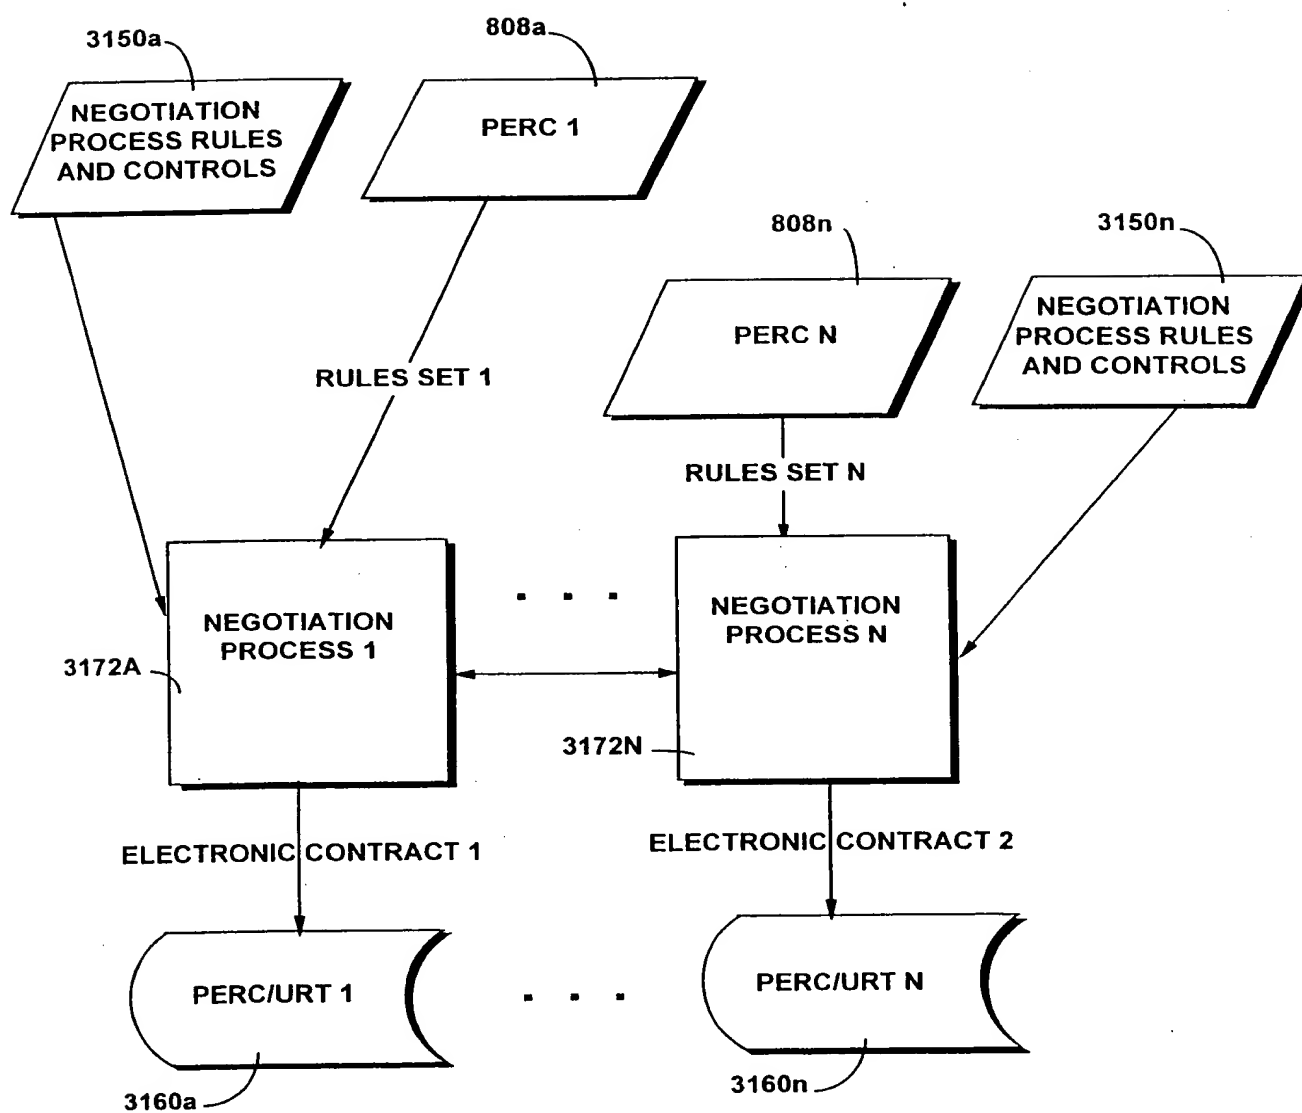 3150a
808a
NEGOTIATION
PROCESS RULES
AND CONTROLS
PERC 1
808n
3150n
PERC N
NEGOTIATION
PROCESS RULES
AND CONTROLS
RULES SET 1
RULES SET N
NEGOTIATION
PROCESS 1
NEGOTIATION
PROCESS N
3172A
3172N
ELECTRONIC CONTRACT 1
ELECTRONIC CONTRACT 2
PERC/URT 1
PERC/URT N
3160a
3160n